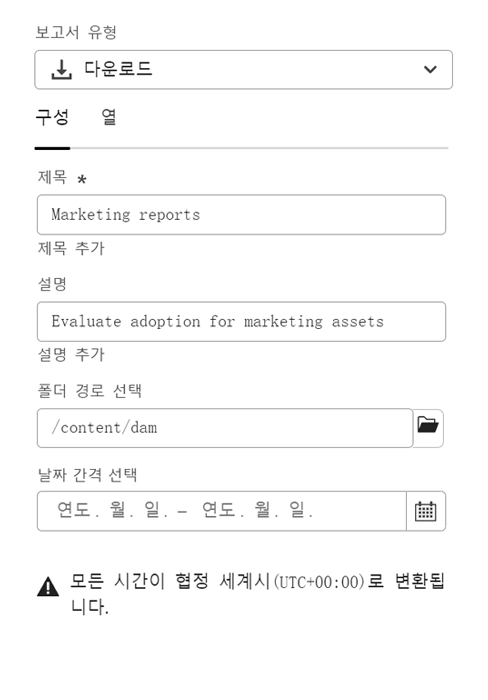 보고서 유형
다운로드
구성 열
제목 *
Marketing reports
제목 추가
설명
Evaluate adoption for marketing assets
설명 추가
폴더 경로 선택
/content/dam
날짜 간격 선택
연도. 월. 일. – 연도. 월. 일.
모든 시간이 협정 세계시(UTC+00:00)로 변환됩
니다.